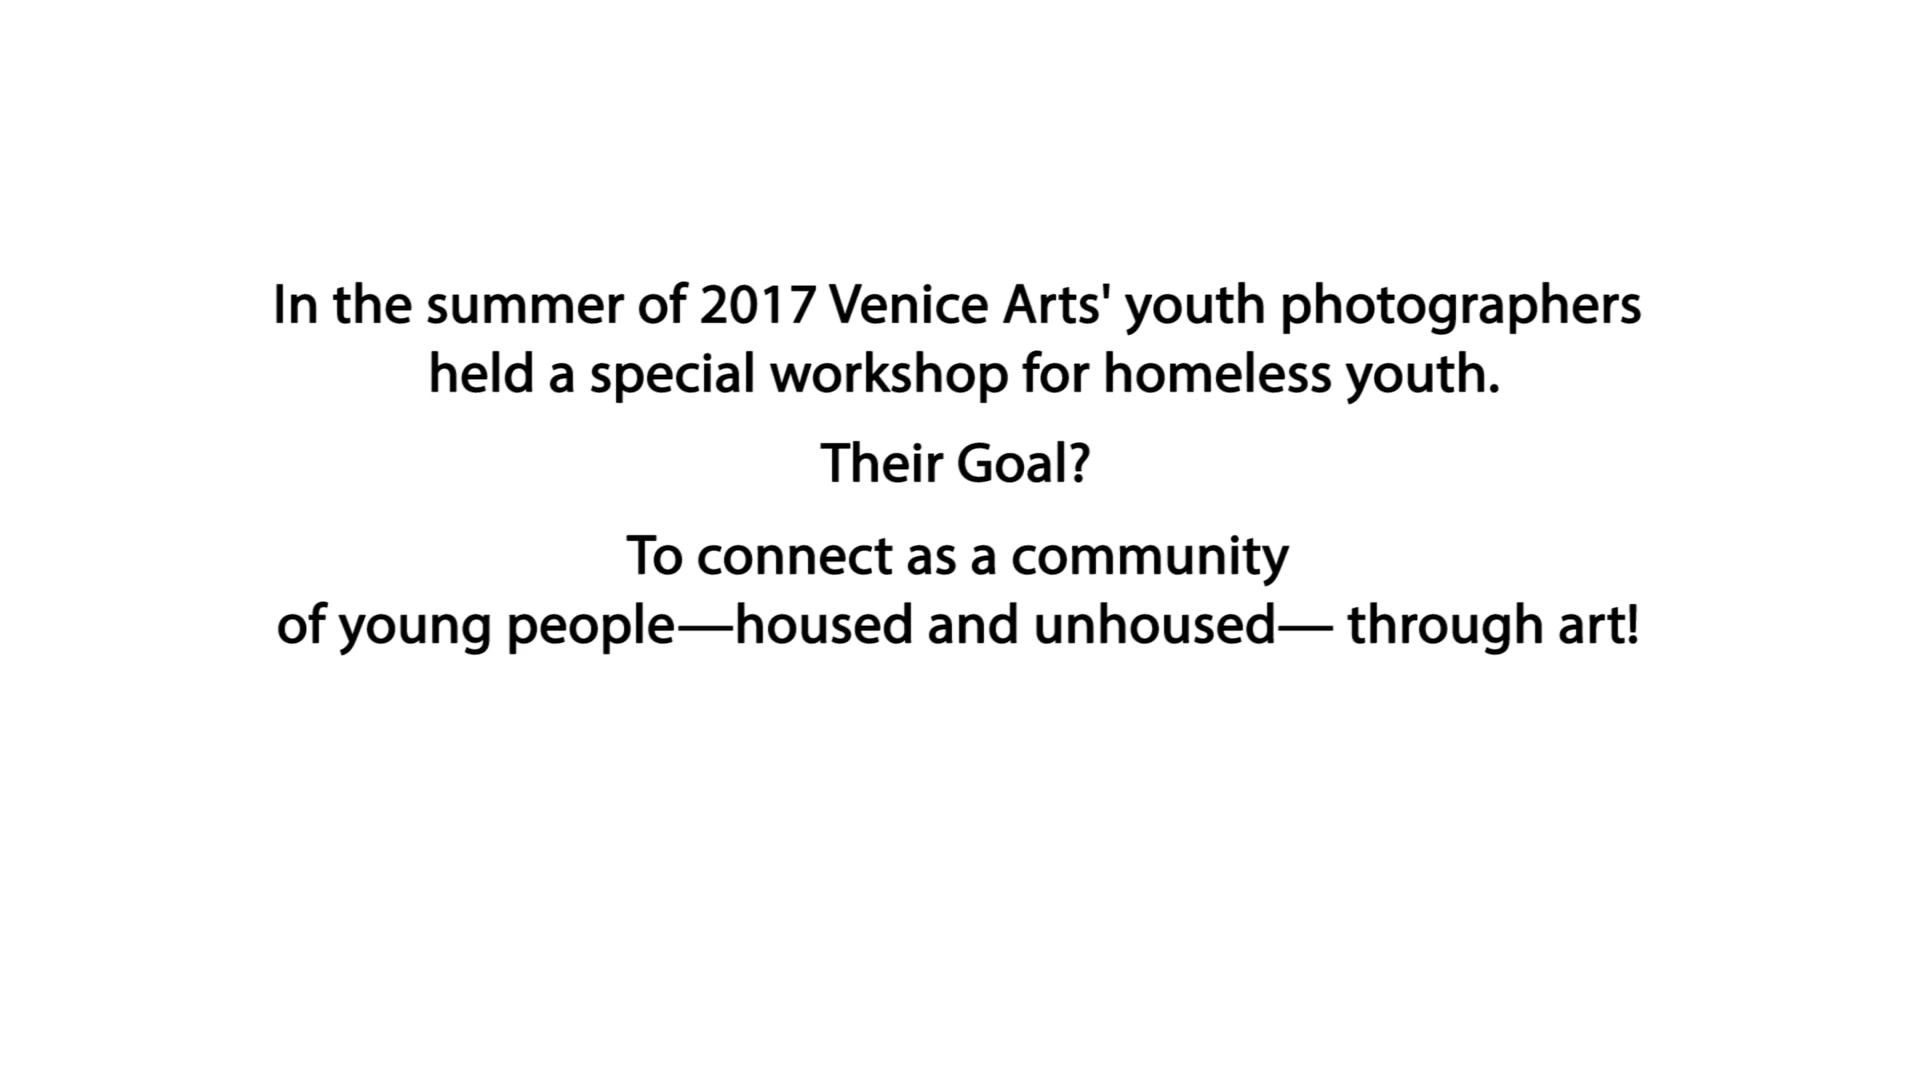 In the summer of 2017 Venice Arts' youth photographers
held a special workshop for homeless youth.
Their Goal?
To connect as a community
of young people—housed and unhoused— through art!